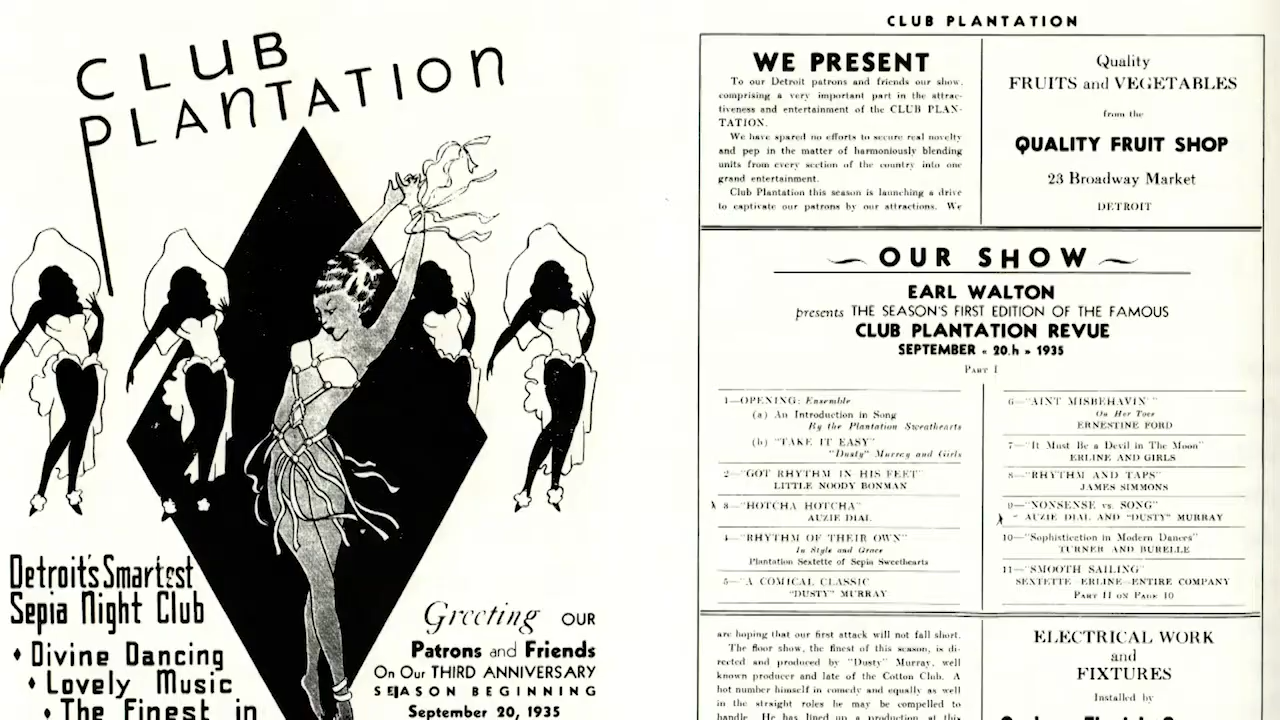 CLUB
PLANTATION
Detroit's Smartest
Sepia Night Club
Divine Dancing
Lovely Music
The Finest in
Greeting OUR
Patrons and Friends
On Our THIRD ANNIVERSARY
SEASON BEGINNING
September 20, 1935
CLUB PLANTATION
WE PRESENT
To our Detroit patrons and friends our show,
comprising a very important part in the attrac-
tiveness and entertainment of the CLUB PLAN-
TATION.
We have spared no efforts to secure real novelty
and pep in the matter of harmoniously blending
units from every section of the country into one
grand entertainment.
Club Plantation this season is launching a drive
to captivate our patrons by our attractions. We
Quality
FRUITS and VEGETABLES
from the
QUALITY FRUIT SHOP
23 Broadway Market
DETROIT
OUR SHOW
EARL WALTON
presents THE SEASON'S FIRST EDITION OF THE FAMOUS
CLUB PLANTATION REVUE
SEPTEMBER « 20.h » 1935
PART I
1—OPENING: Ensemble
(a) An Introduction in Song
By the Plantation Sweethearts
(b) "TAKE IT EASY"
"Dusty" Murray and Girls
2—"GOT RHYTHM IN HIS FEET"
LITTLE NOODY BONMAN
3—"HOTCHA HOTCHA"
AUZIE DIAL
4—"RHYTHM OF THEIR OWN"
In Style and Grace
Plantation Sextette of Sepia Sweethearts
5—"A COMICAL CLASSIC
"DUSTY" MURRAY
6—"AINT MISBEHAVIN'"
On Her Toes
ERNESTINE FORD
7—"It Must Be a Devil in The Moon"
ERLINE AND GIRLS
8—"RHYTHM AND TAPS"
JAMES SIMMONS
9—"NONSENSE vs. SONG"
AUZIE DIAL AND "DUSTY" MURRAY
10—"Sophistication in Modern Dances"
TURNER AND BURELLE
11—"SMOOTH SAILING"
SEXTETTE—ERLINE—ENTIRE COMPANY
PART II ON PAGE 10
are hoping that our first attack will not fall short.
The floor show, the finest of this season, is di-
rected and produced by "Dusty" Murray, well
known producer and late of the Cotton Club. A
hot number himself in comedy and equally as well
in the straight roles he may be compelled to
handle. He has lined up a production at this
ELECTRICAL WORK
and
FIXTURES
Installed by